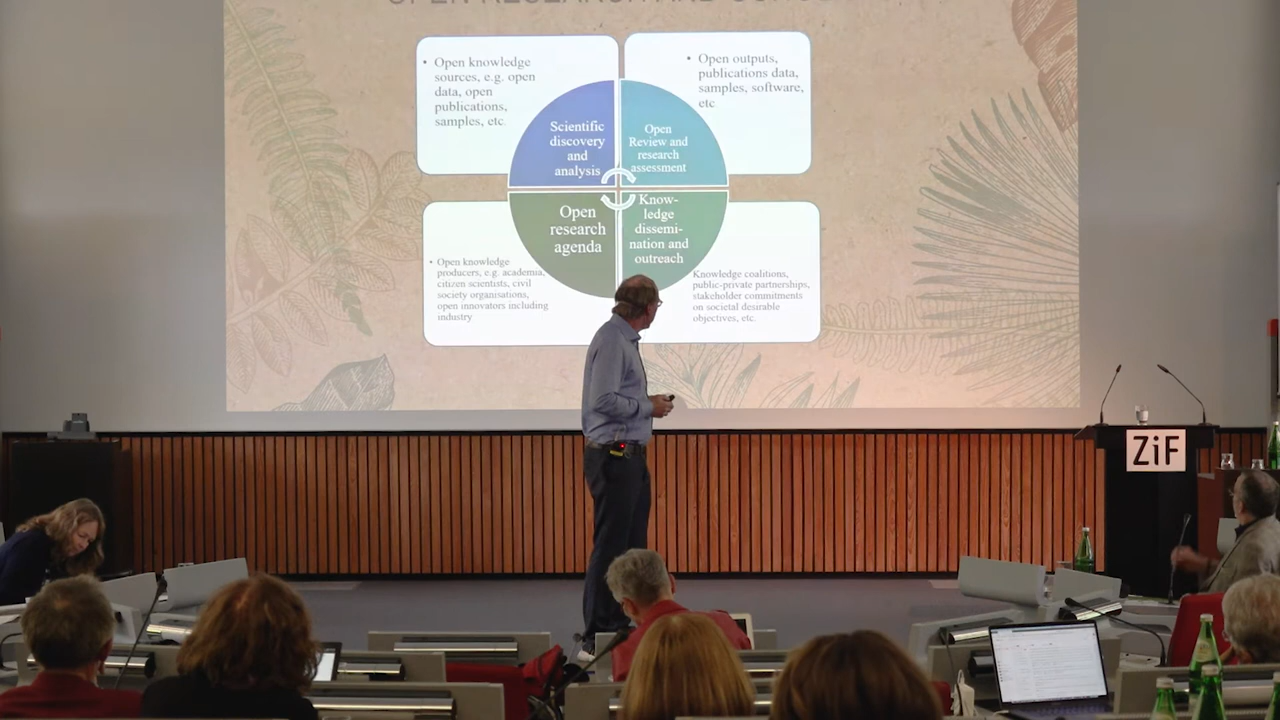 OPEN RESEARCH AND
• Open knowledge
sources, e.g. open
data, open
publications,
samples, etc.
• Open outputs,
publications data,
samples, software,
etc.
Scientific
discovery
and
analysis
Open
Review and
research
assessment
Open
research
agenda
Know-
ledge
dissemi-
nation and
outreach
• Open knowledge
producers, e.g. academia,
citizen scientists, civil
society organisations,
open innovators including
industry
Knowledge coalitions,
public-private partnerships,
stakeholder commitments
on societal desirable
objectives, etc.
ZiF